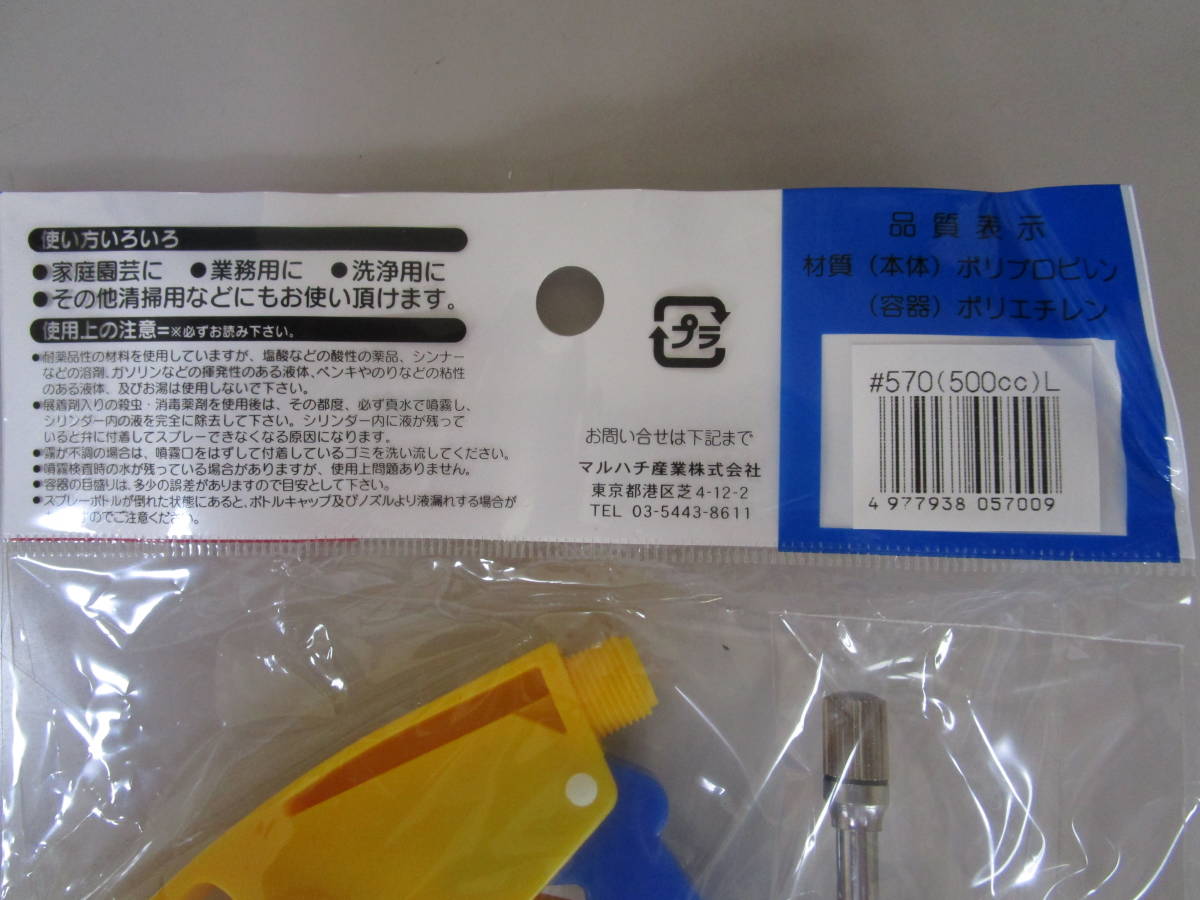 使い方いろいろ
●家庭園芸に ●業務用に ●洗浄用に
●その他清掃用などにもお使い頂けます。
使用上の注意=※必ずお読み下さい。
●耐薬品性の材料を使用していますが、塩酸などの酸性の薬品、シンナー
などの溶剤、ガソリンなどの揮発性のある液体、ペンキやのりなどの粘性
のある液体、及びお湯は使用しないで下さい。
●展着剤入りの殺虫・消毒薬剤を使用後は、その都度、必ず真水で噴霧し、
シリンダー内の液を完全に除去して下さい。シリンダー内に液が残って
いると弁に付着してスプレーできなくなる原因になります。
●霧が不調の場合は、噴霧口をはずして付着しているゴミを洗い流してください。
●噴霧検査時の水が残っている場合がありますが、使用上問題ありません。
●容器の目盛りは、多少の誤差がありますので目安として下さい。
●スプレーボトルが倒れた状態にあると、ボトルキャップ及びノズルより液漏れする場合が
のでご注意ください。
プラ
お問い合せは下記まで
マルハチ産業株式会社
東京都港区芝4-12-2
TEL 03-5443-8611
品質表示
材質(本体)ポリプロピレン
(容器)ポリエチレン
#570(500cc)L
4 977938 057009